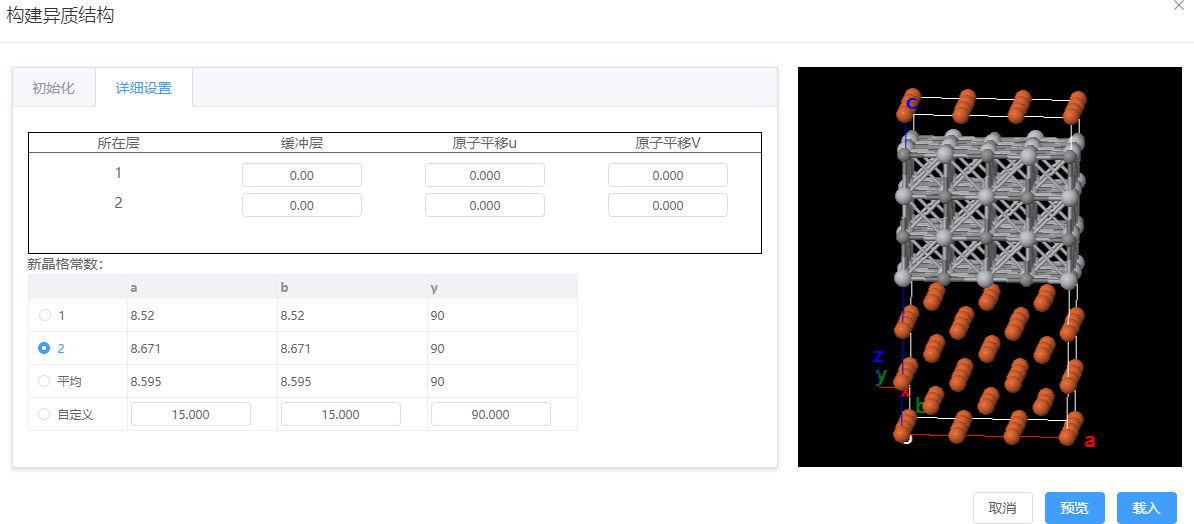 构建异质结构
初始化 详细设置
所在层 缓冲层 原子平移u 原子平移V
1 0.00 0.000 0.000
2 0.00 0.000 0.000
新晶格常数:
a b γ
1 8.52 8.52 90
2 8.671 8.671 90
平均 8.595 8.595 90
自定义 15.000 15.000 90.000
c
z
y
x
b
a
取消 预览 载入